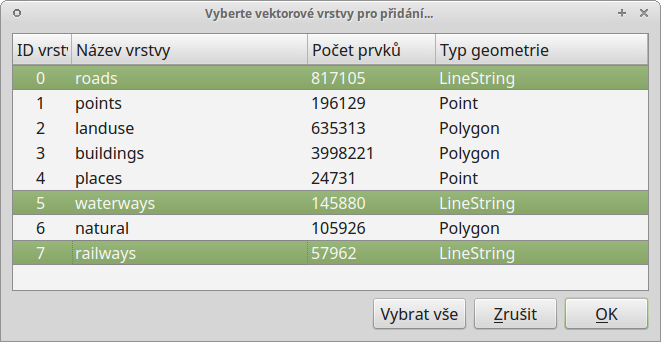 Vyberte vektorové vrstvy pro přidání...
ID vrstv Název vrstvy Počet prvků Typ geometrie
0 roads 817105 LineString
1 points 196129 Point
2 landuse 635313 Polygon
3 buildings 3998221 Polygon
4 places 24731 Point
5 waterways 145880 LineString
6 natural 105926 Polygon
7 railways 57962 LineString
Vybrat vše Zrušit OK